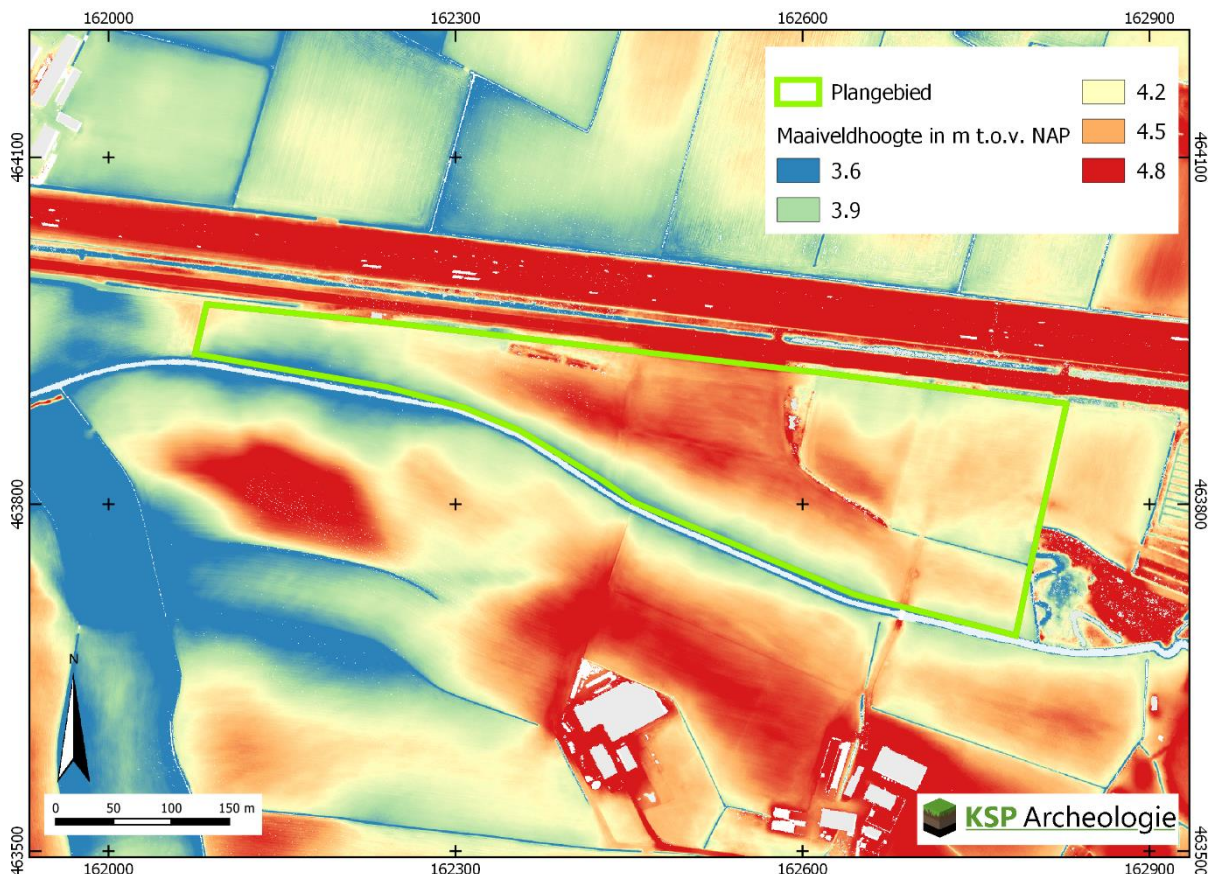 162000 162300 162600 162900
Plangebied
Maaiveldhoogte in m t.o.v. NAP
3.6
3.9
4.2
4.5
4.8
464100 464100
463800 463800
N
0 50 100 150 m
KSP Archeologie
463500 463500
162000 162300 162600 162900